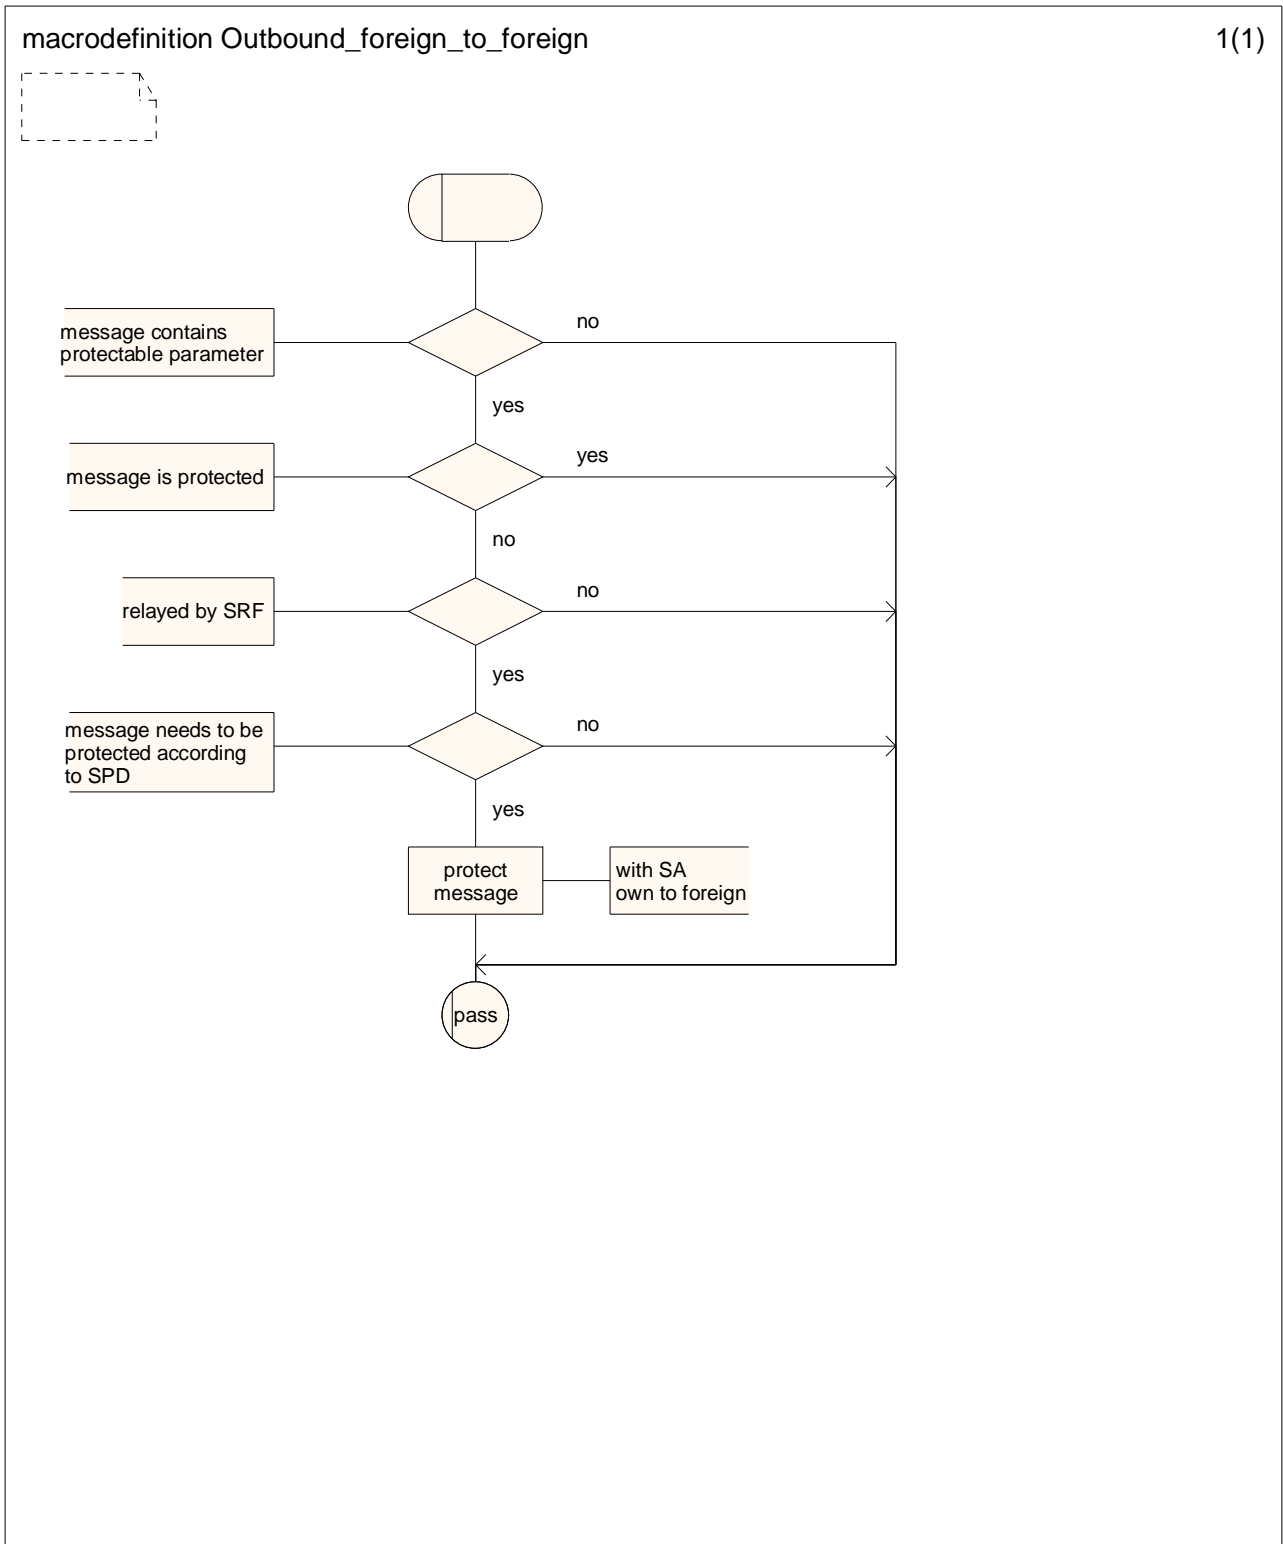 macrodefinition Outbound_foreign_to_foreign
1(1)
message contains
protectable parameter
no
yes
message is protected
yes
no
relayed by SRF
no
yes
message needs to be
protected according
to SPD
no
yes
protect
message
with SA
own to foreign
pass